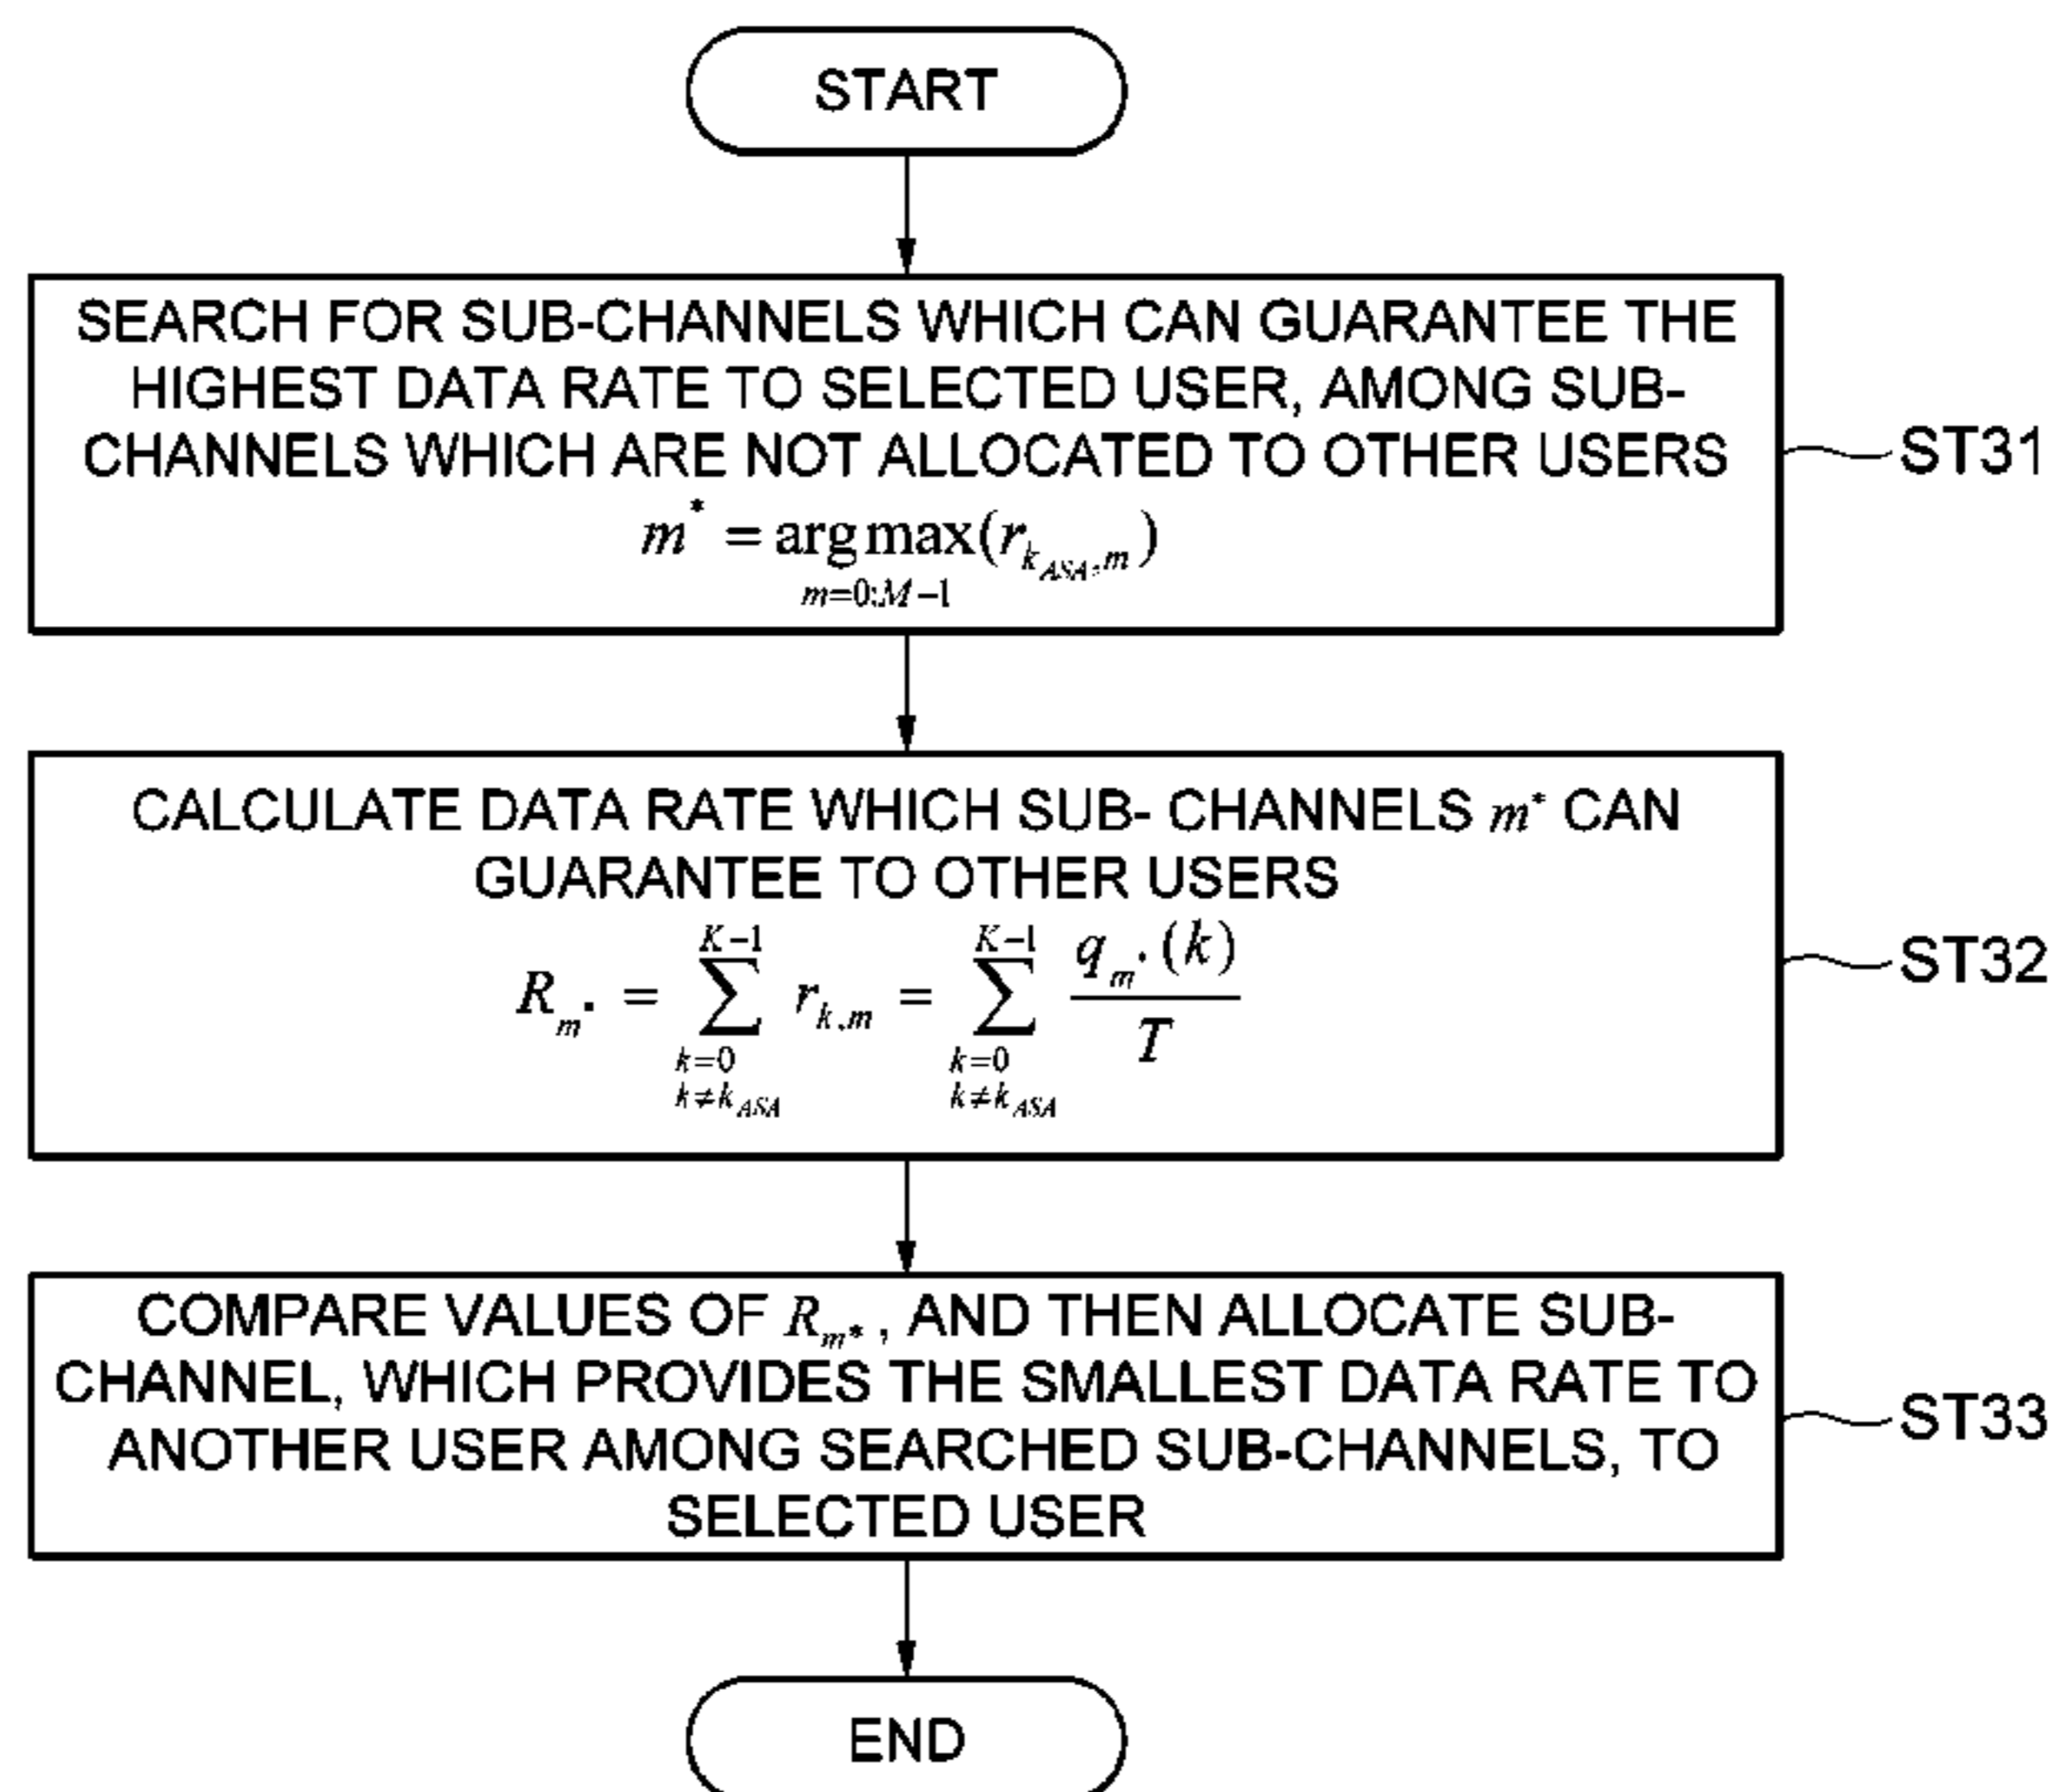 START
SEARCH FOR SUB-CHANNELS WHICH CAN GUARANTEE THE
HIGHEST DATA RATE TO SELECTED USER, AMONG SUB-
CHANNELS WHICH ARE NOT ALLOCATED TO OTHER USERS
m* = arg max(r_{k_{ASA},m})
m=0:M−1
ST31
CALCULATE DATA RATE WHICH SUB- CHANNELS m* CAN
GUARANTEE TO OTHER USERS
R_{m*} = \sum_{k=0, k≠k_{ASA}}^{K−1} r_{k,m} = \sum_{k=0, k≠k_{ASA}}^{K−1} \frac{q_{m*}(k)}{T}
ST32
COMPARE VALUES OF R_{m*} , AND THEN ALLOCATE SUB-
CHANNEL, WHICH PROVIDES THE SMALLEST DATA RATE TO
ANOTHER USER AMONG SEARCHED SUB-CHANNELS, TO
SELECTED USER
ST33
END